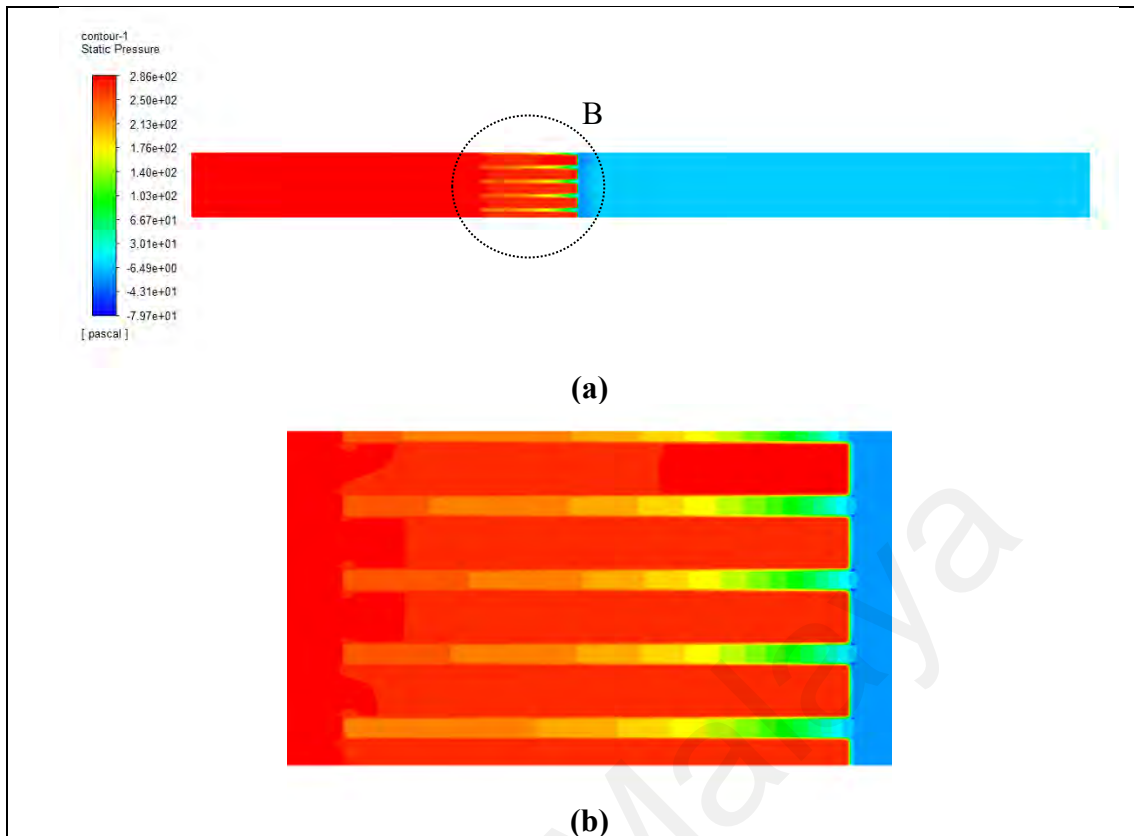 contour-1
Static Pressure
2.86e+02
2.50e+02
2.13e+02
1.76e+02
1.40e+02
1.03e+02
6.67e+01
3.01e+01
-6.49e+00
-4.31e+01
-7.97e+01
[ pascal ]
B
(a)
(b)
Malaya